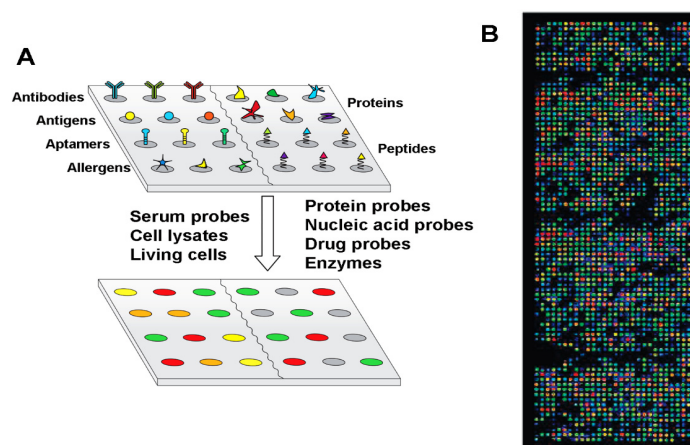 A
B
Antibodies
Antigens
Aptamers
Allergens
Proteins
Peptides
Serum probes
Cell lysates
Living cells
Protein probes
Nucleic acid probes
Drug probes
Enzymes